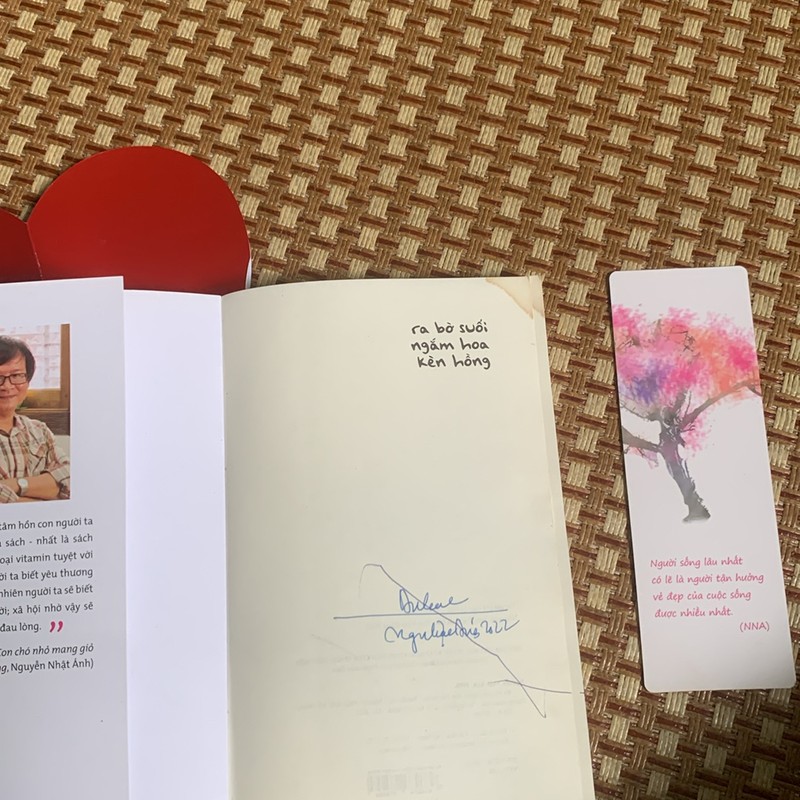 tâm hồn con người ta
sách - nhất là sách
oại vitamin tuyệt vời
ời ta biết yêu thương
nhiên người ta sẽ biết
ời; xã hội nhờ vậy sẽ
đau lòng. ”
con chó nhỏ mang giỏ
g, Nguyễn Nhật Ánh)
ra bờ suối
ngắm hoa
kèn hồng
2022
Người sống lâu nhất
có lẽ là người tận hưởng
vẻ đẹp của cuộc sống
được nhiều nhất.
(NNA)